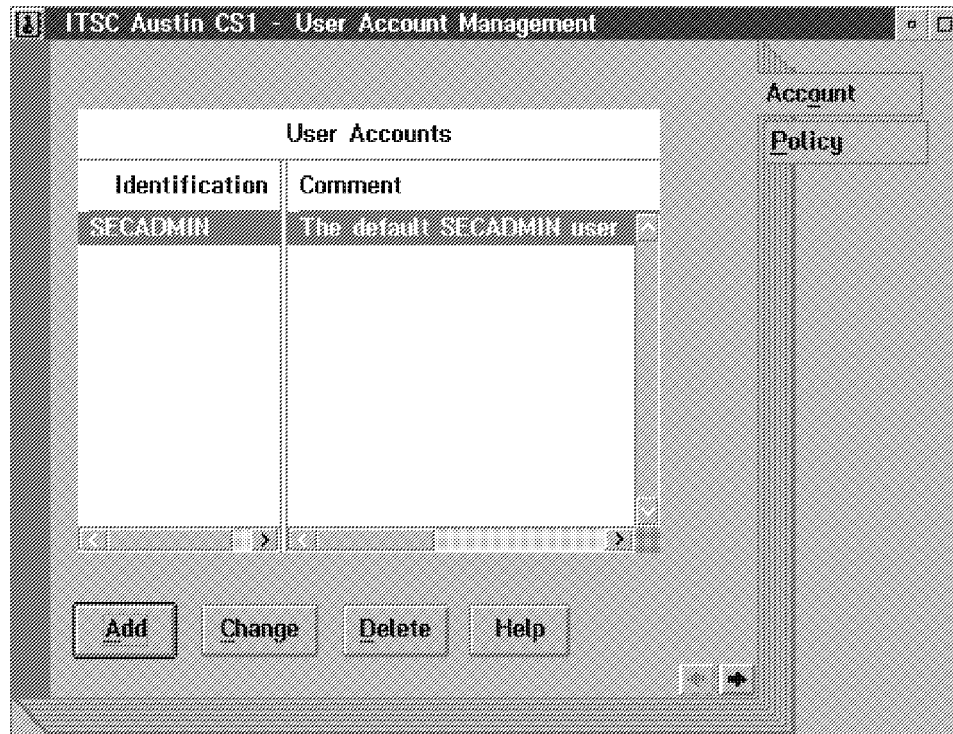 ITSC Austin CS1 - User Account Management
Account
Policy
User Accounts
Identification Comment
SECADMIN The default SECADMIN user
Add Change Delete Help